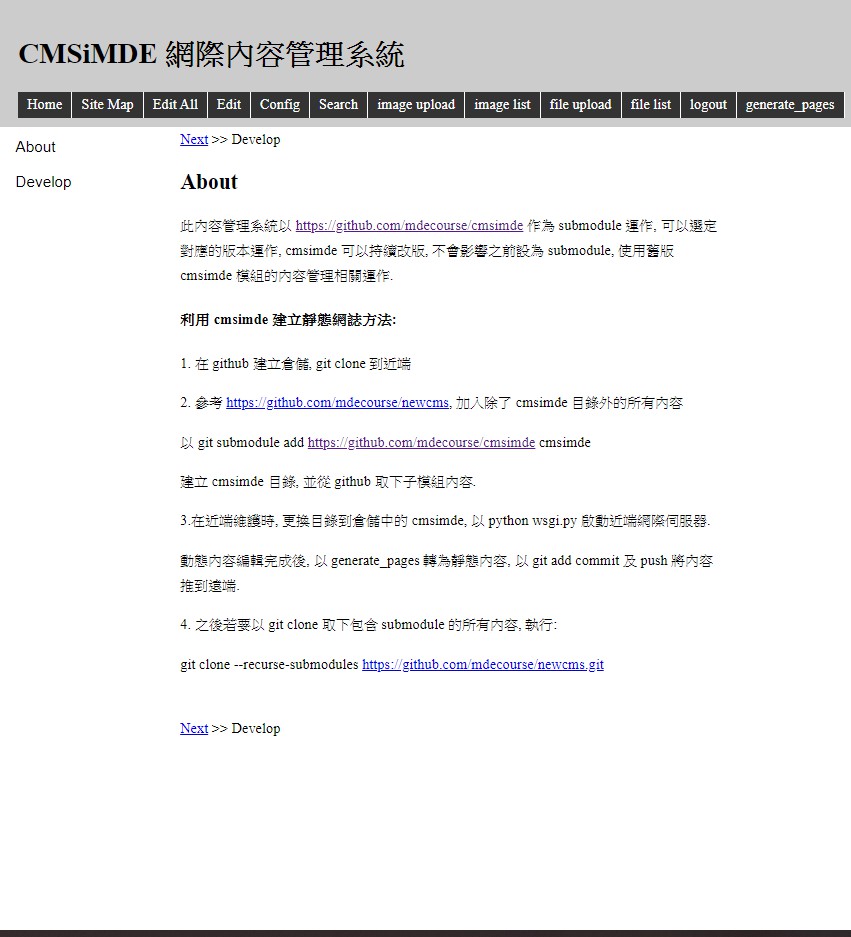 CMSiMDE 網際內容管理系統
Home Site Map Edit All Edit Config Search image upload image list file upload file list logout generate_pages
About
Develop
Next >> Develop
About
此內容管理系統以 https://github.com/mdecourse/cmsimde 作為 submodule 運作, 可以選定
對應的版本運作, cmsimde 可以持續改版, 不會影響之前設為 submodule, 使用舊版
cmsimde 模組的內容管理相關運作.
利用 cmsimde 建立靜態網誌方法:
1. 在 github 建立倉儲, git clone 到近端
2. 參考 https://github.com/mdecourse/newcms, 加入除了 cmsimde 目錄外的所有內容
以 git submodule add https://github.com/mdecourse/cmsimde cmsimde
建立 cmsimde 目錄, 並從 github 取下子模組內容.
3.在近端維護時, 更換目錄到倉儲中的 cmsimde, 以 python wsgi.py 啟動近端網際伺服器.
動態內容編輯完成後, 以 generate_pages 轉為靜態內容, 以 git add commit 及 push 將內容
推到遠端.
4. 之後若要以 git clone 取下包含 submodule 的所有內容, 執行:
git clone --recurse-submodules https://github.com/mdecourse/newcms.git
Next >> Develop